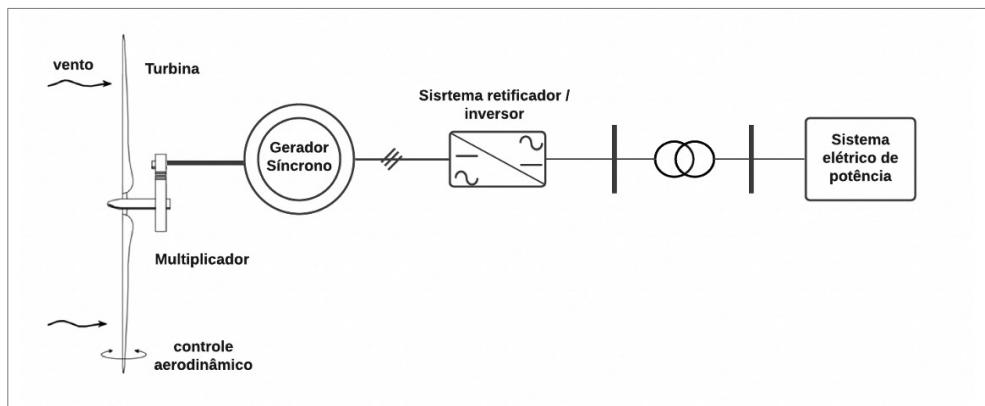 vento
Turbina
Sisrtema retificador /
inversor
Gerador
Síncrono
Sistema
elétrico de
potência
Multiplicador
controle
aerodinâmico